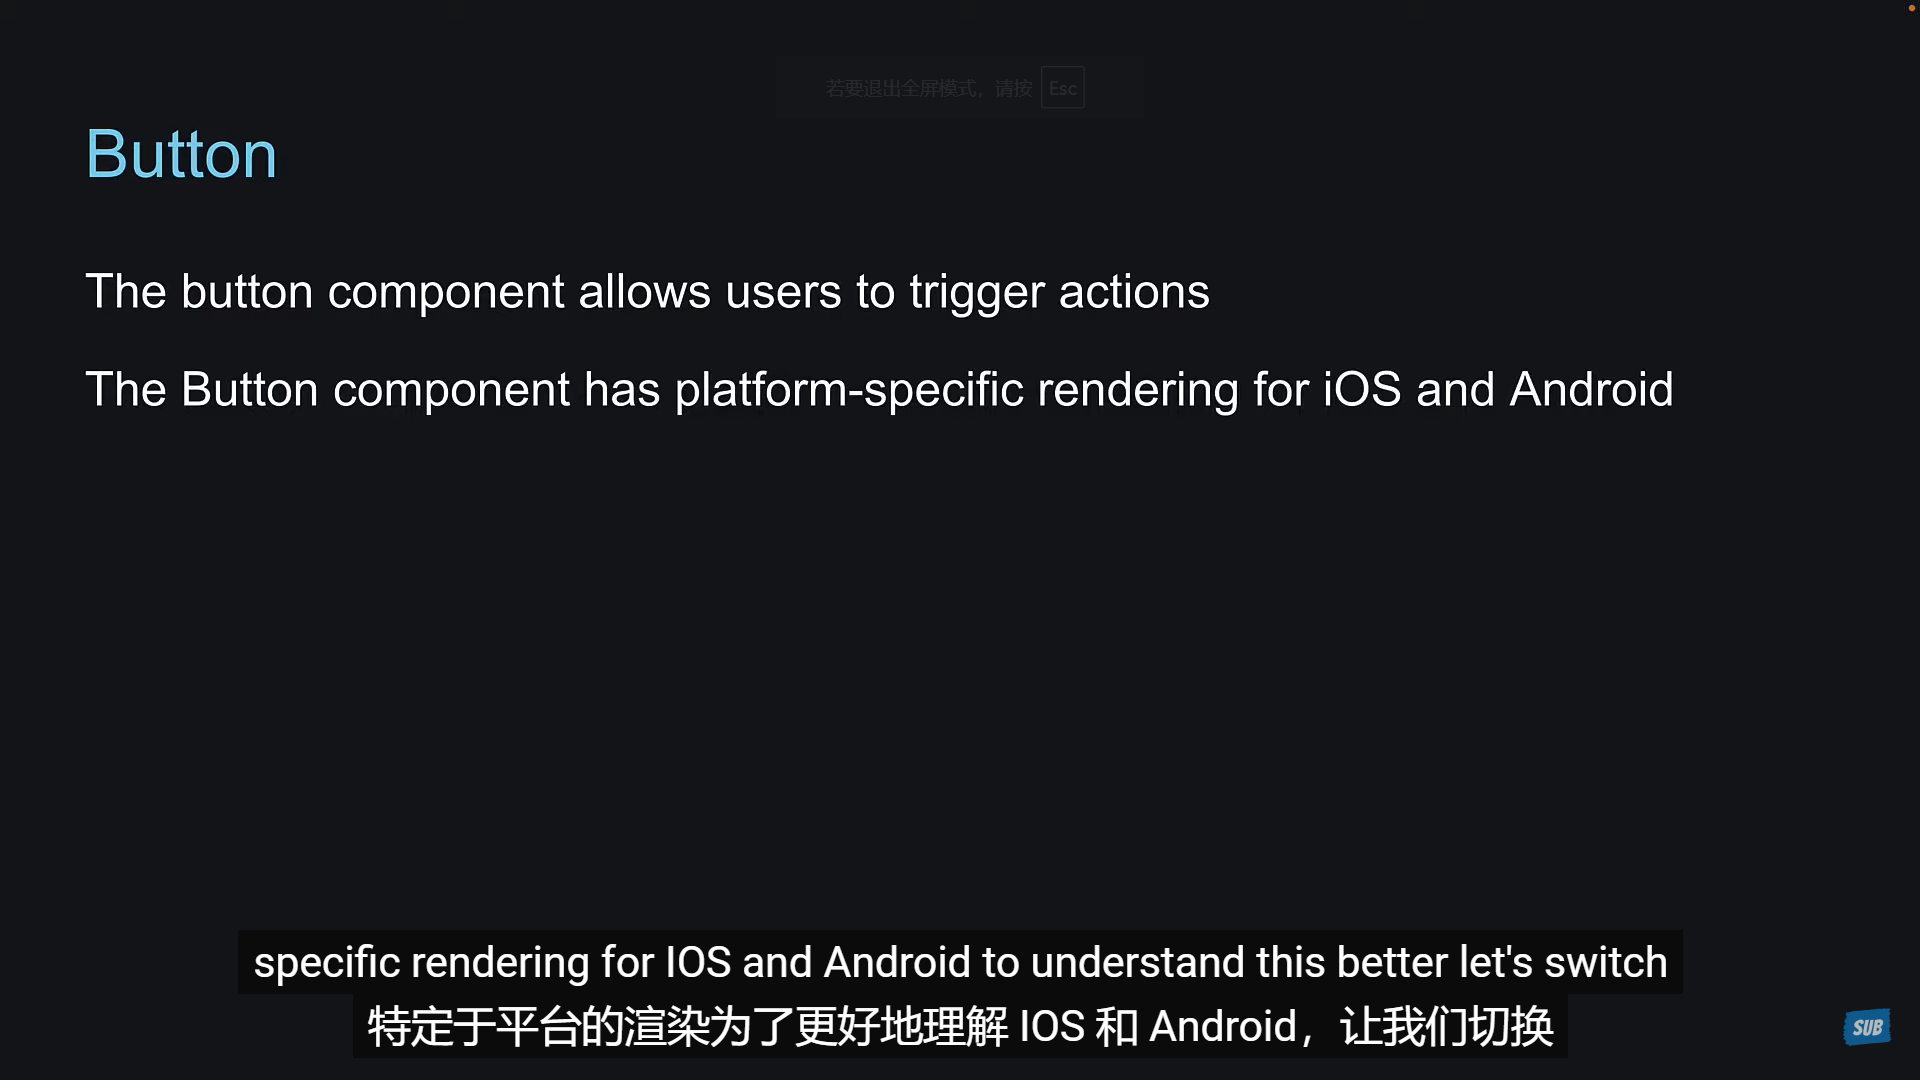 若要退出全屏模式，请按 Esc
Button
The button component allows users to trigger actions
The Button component has platform-specific rendering for iOS and Android
specific rendering for IOS and Android to understand this better let's switch
特定于平台的渲染为了更好地理解 IOS 和 Android，让我们切换
SUB